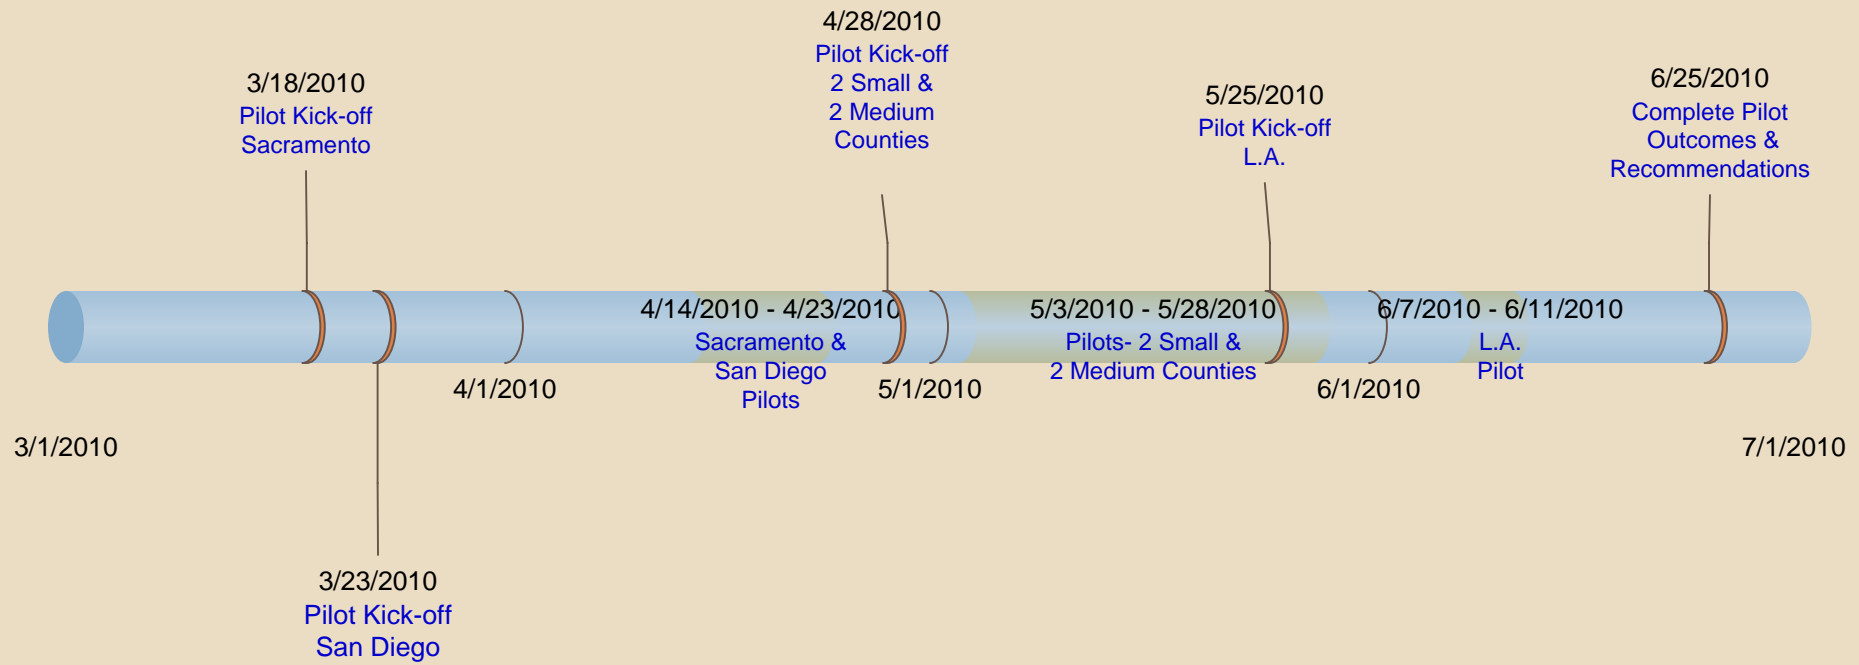 4/28/2010
Pilot Kick-off
2 Small &
2 Medium
Counties
3/18/2010
Pilot Kick-off
Sacramento
5/25/2010
Pilot Kick-off
L.A.
6/25/2010
Complete Pilot
Outcomes &
Recommendations
4/14/2010 - 4/23/2010
Sacramento &
San Diego
Pilots
5/3/2010 - 5/28/2010
Pilots- 2 Small &
2 Medium Counties
6/7/2010 - 6/11/2010
L.A.
Pilot
4/1/2010
5/1/2010
6/1/2010
3/1/2010
7/1/2010
3/23/2010
Pilot Kick-off
San Diego